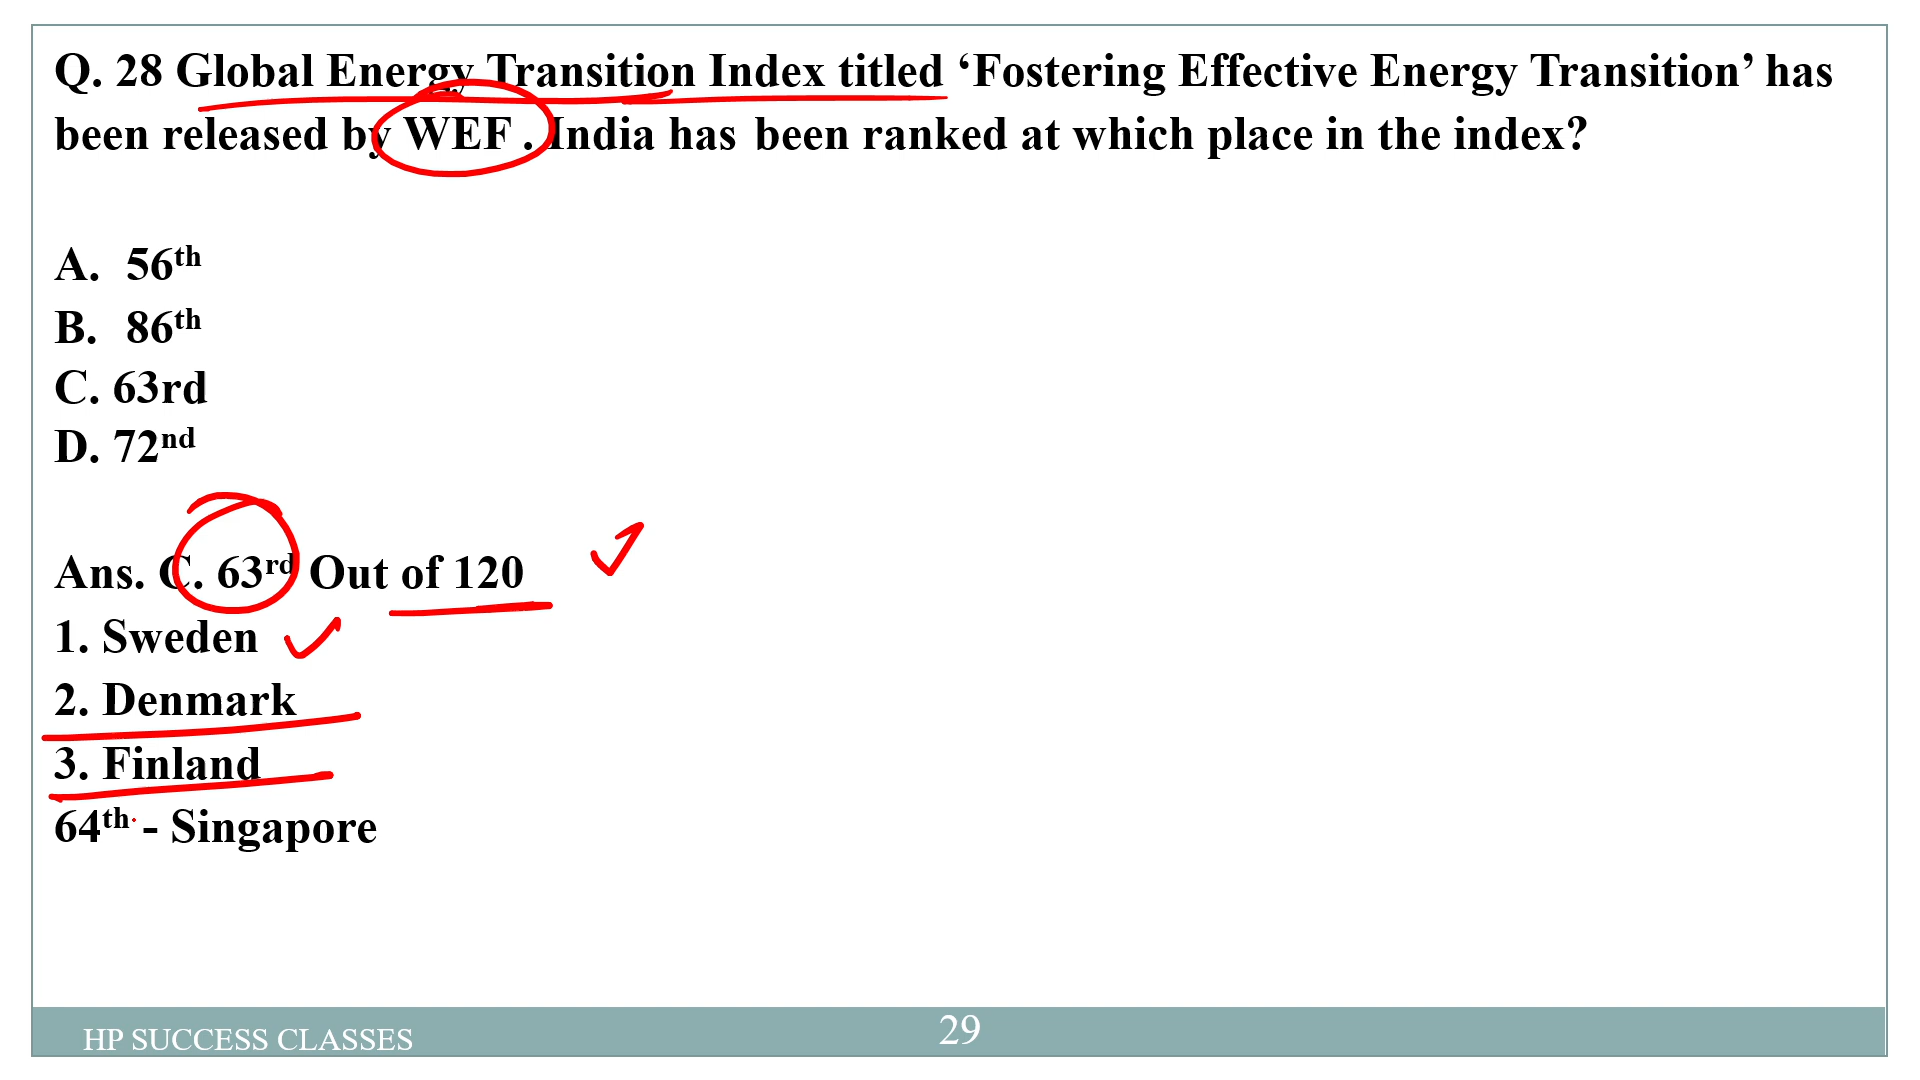 Q. 28 Global Energy Transition Index titled ‘Fostering Effective Energy Transition’ has
been released by WEF . India has been ranked at which place in the index?
A. 56th
B. 86th
C. 63rd
D. 72nd
Ans. C. 63rd Out of 120
1. Sweden
2. Denmark
3. Finland
64th - Singapore
HP SUCCESS CLASSES
29